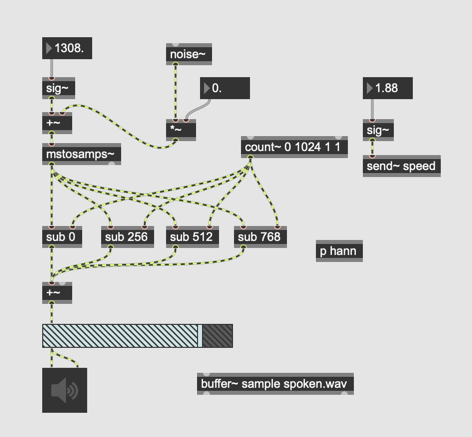 1308.
noise~
0.
1.88
sig~
+~
*~
sig~
mstosamps~
count~ 0 1024 1 1
send~ speed
sub 0
sub 256
sub 512
sub 768
p hann
+~
buffer~ sample spoken.wav